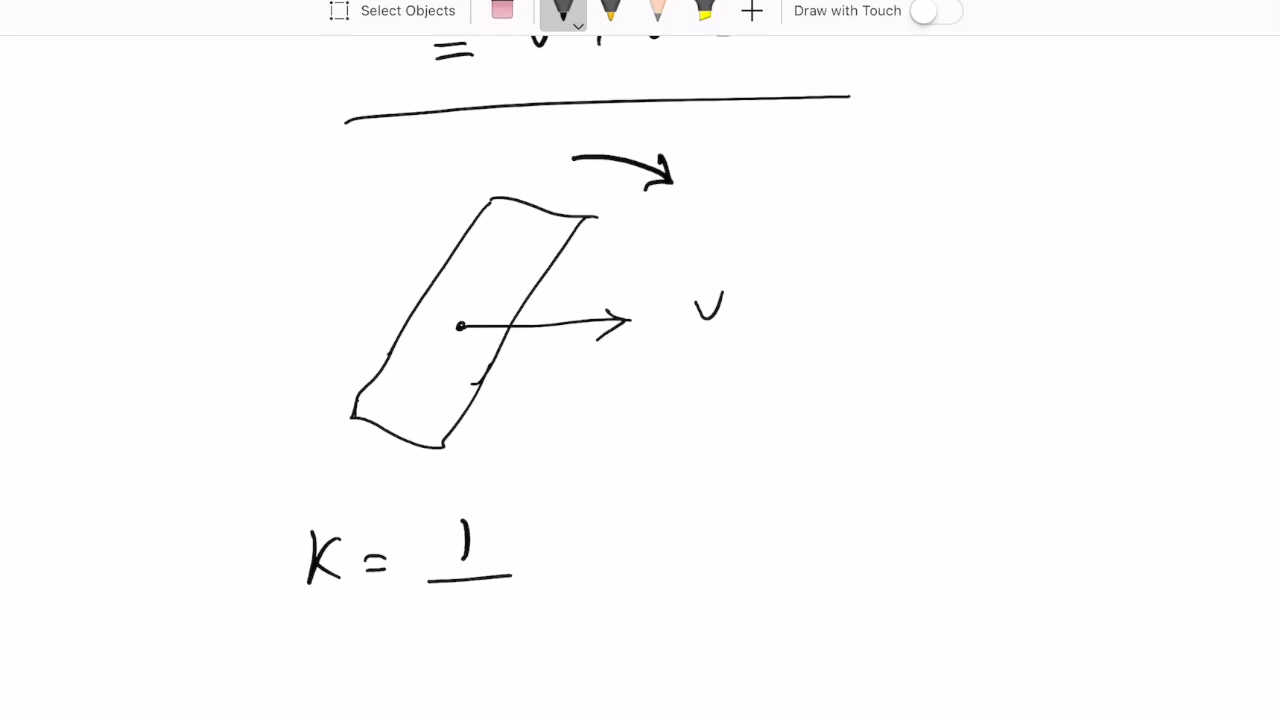 Select Objects Draw with Touch
=
v
K = 1